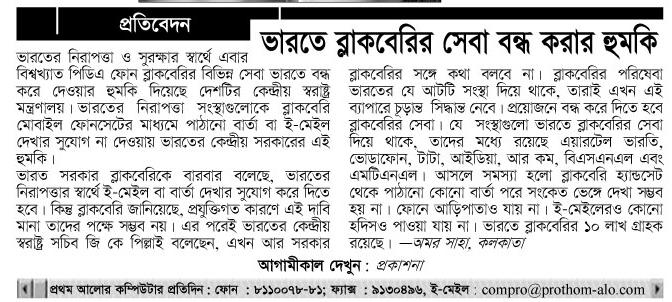 প্রতিবেদন
ভারতে ব্লাকবেরির সেবা বন্ধ করার হুমকি
ভারতের নিরাপত্তা ও সুরক্ষার স্বার্থে এবার
বিশ্বখ্যাত পিডিএ ফোন ব্লাকবেরির বিভিন্ন সেবা ভারতে বন্ধ
করে দেওয়ার হুমকি দিয়েছে দেশটির কেন্দ্রীয় স্বরাষ্ট্র
মন্ত্রণালয়। ভারতের নিরাপত্তা সংস্থাগুলোকে ব্লাকবেরি
মোবাইল ফোনসেটের মাধ্যমে পাঠানো বার্তা বা ই-মেইল
দেখার সুযোগ না দেওয়ায় ভারতের কেন্দ্রীয় সরকারের এই
হুমকি।
ভারত সরকার ব্লাকবেরিকে বারবার বলেছে, ভারতের
নিরাপত্তার স্বার্থে ই-মেইল বা বার্তা দেখার সুযোগ করে দিতে
হবে। কিন্তু ব্লাকবেরি জানিয়েছে, প্রযুক্তিগত কারণে এই দাবি
মানা তাদের পক্ষে সম্ভব নয়। এর পরেই ভারতের কেন্দ্রীয়
স্বরাষ্ট্র সচিব জি কে পিল্লাই বলেছেন, এখন আর সরকার
ব্লাকবেরির সঙ্গে কথা বলবে না। ব্লাকবেরির পরিষেবা
ভারতের যে আটটি সংস্থা দিয়ে থাকে, তারাই এখন এই
ব্যাপারে চূড়ান্ত সিদ্ধান্ত নেবে। প্রয়োজনে বন্ধ করে দিতে হবে
ব্লাকবেরির সেবা। যে সংস্থাগুলো ভারতে ব্লাকবেরির সেবা
দিয়ে থাকে, তাদের মধ্যে রয়েছে এয়ারটেল ভারতি,
ভোডাফোন, টাটা, আইডিয়া, আর কম, বিএসএনএল এবং
এমটিএনএল। আসলে সমস্যা হলো ব্লাকবেরি হ্যান্ডসেট
থেকে পাঠানো কোনো বার্তা পরে সংকেত ভেঙ্গে দেখা সম্ভব
হয় না। ফোনে আড়িপাতাও যায় না। ই-মেইলেরও কোনো
হদিসও পাওয়া যায় না। ভারতে ব্লাকবেরির ১০ লাখ গ্রাহক
রয়েছে। —অমর সাহা, কলকাতা
আগামীকাল দেখুন : প্রকাশনা
প্রথম আলোর কম্পিউটার প্রতিদিন : ফোন : ৮১১০০৭৮-৮১; ফ্যাক্স : ৯১৩০৪৯৬, ই-মেইল : compro@prothom-alo.com